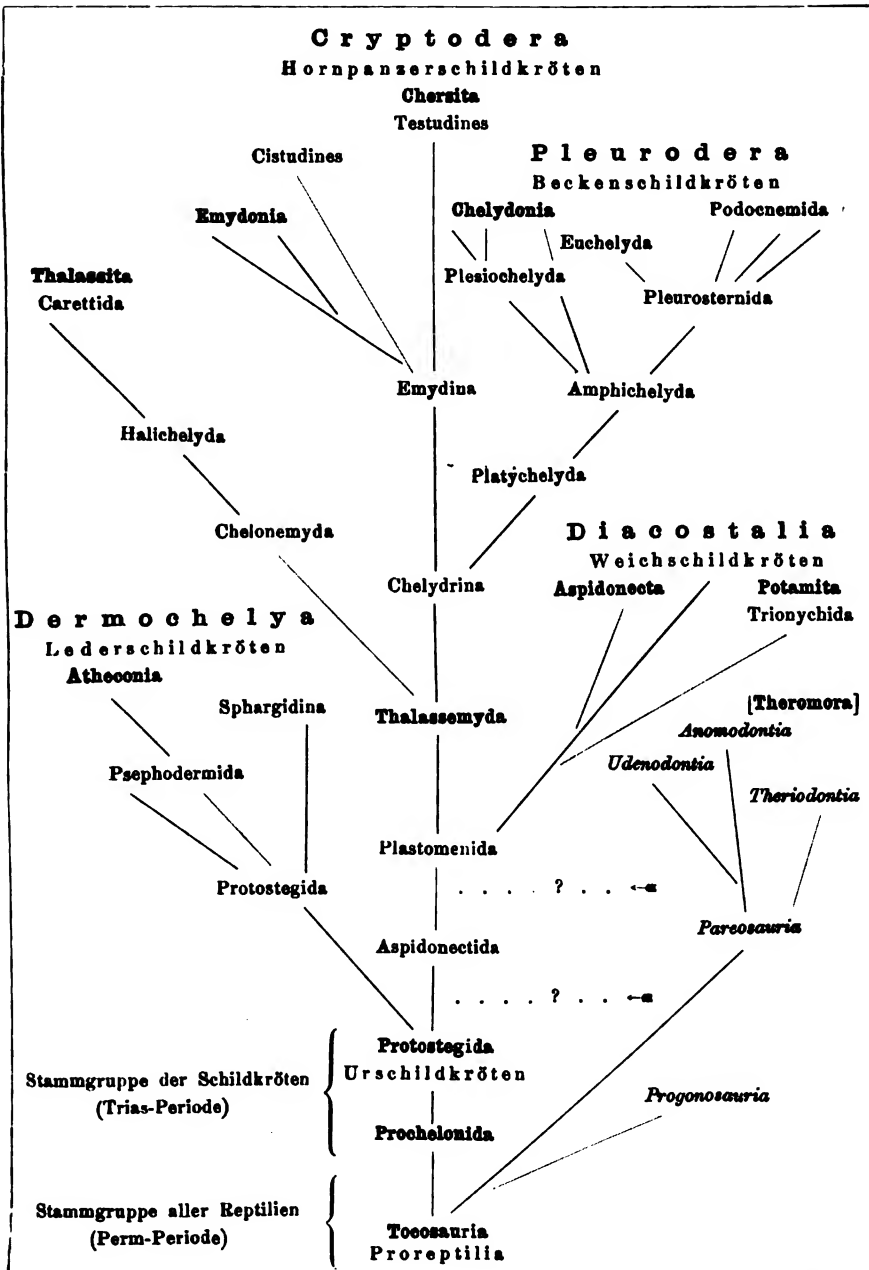 Cryptodera
Hornpanzerschildkröten
Chersita
Testudines
Cistudines
Pleurodera
Beckenschildkröten
Emydonia
Chelydonia
Podocnemida
Euchelyda
Thalassita
Carettida
Plesiochelyda
Pleurosternida
Emydina
Amphichelyda
Halichelyda
Platychelyda
Chelonemyda
Diacostalia
Weichschildkröten
Chelydrina
Aspidonecta
Potamita
Trionychida
Dermochelya
Lederschildkröten
Atheconia
Sphargidina
Thalassemyda
[Theromora]
Anomodontia
Udenodontia
Psephodermida
Theriodontia
Plastomenida
Protostegida
. . . . ? . . ←
Pareosauria
Aspidonectida
. . . . ? . . ←
Protostegida
Urschildkröten
Stammgruppe der Schildkröten
(Trias-Periode)
Progonosauria
Prochelonida
Stammgruppe aller Reptilien
(Perm-Periode)
Tocosauria
Proreptilia